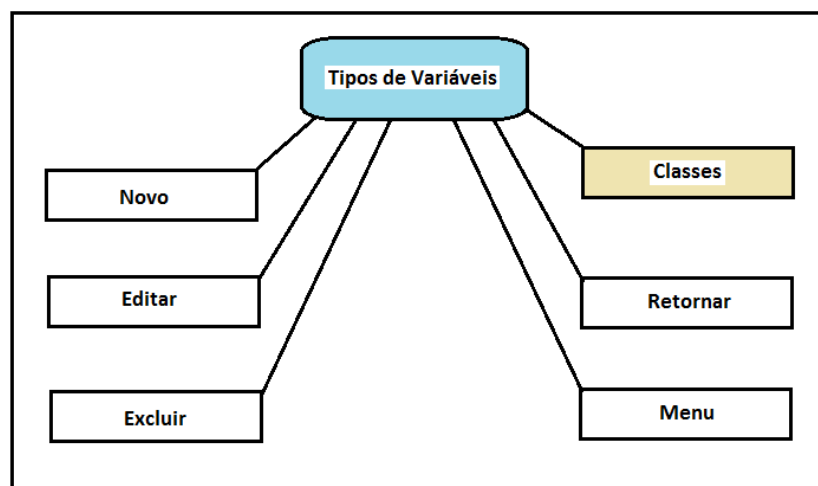 Tipos de Variáveis
Novo
Classes
Editar
Retornar
Excluir
Menu